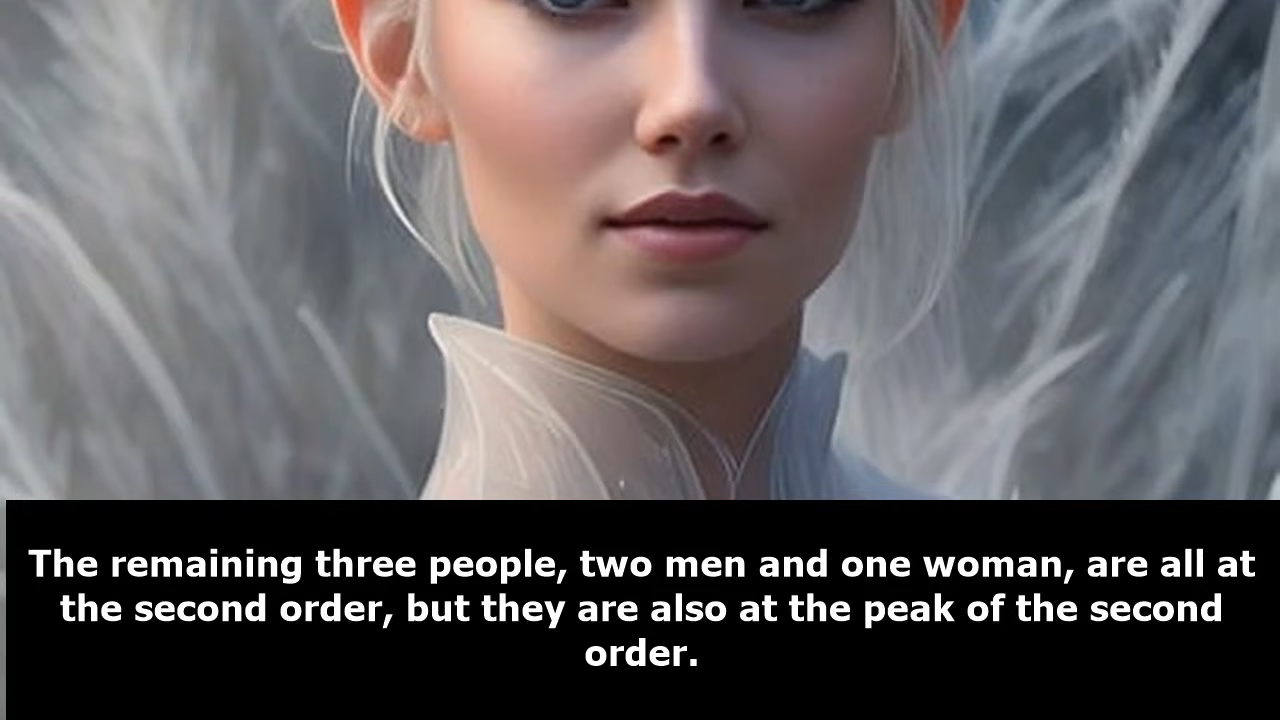 The remaining three people, two men and one woman, are all at
the second order, but they are also at the peak of the second
order.